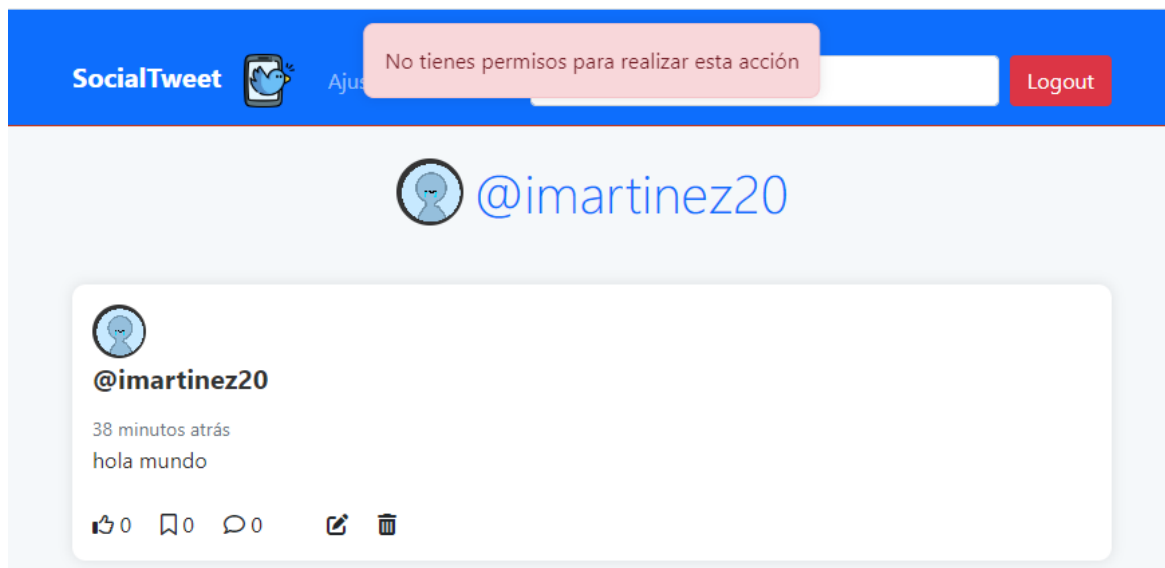 No tienes permisos para realizar esta acción
SocialTweet
Logout
@imartinez20
@imartinez20
38 minutos atrás
hola mundo
0 0 0